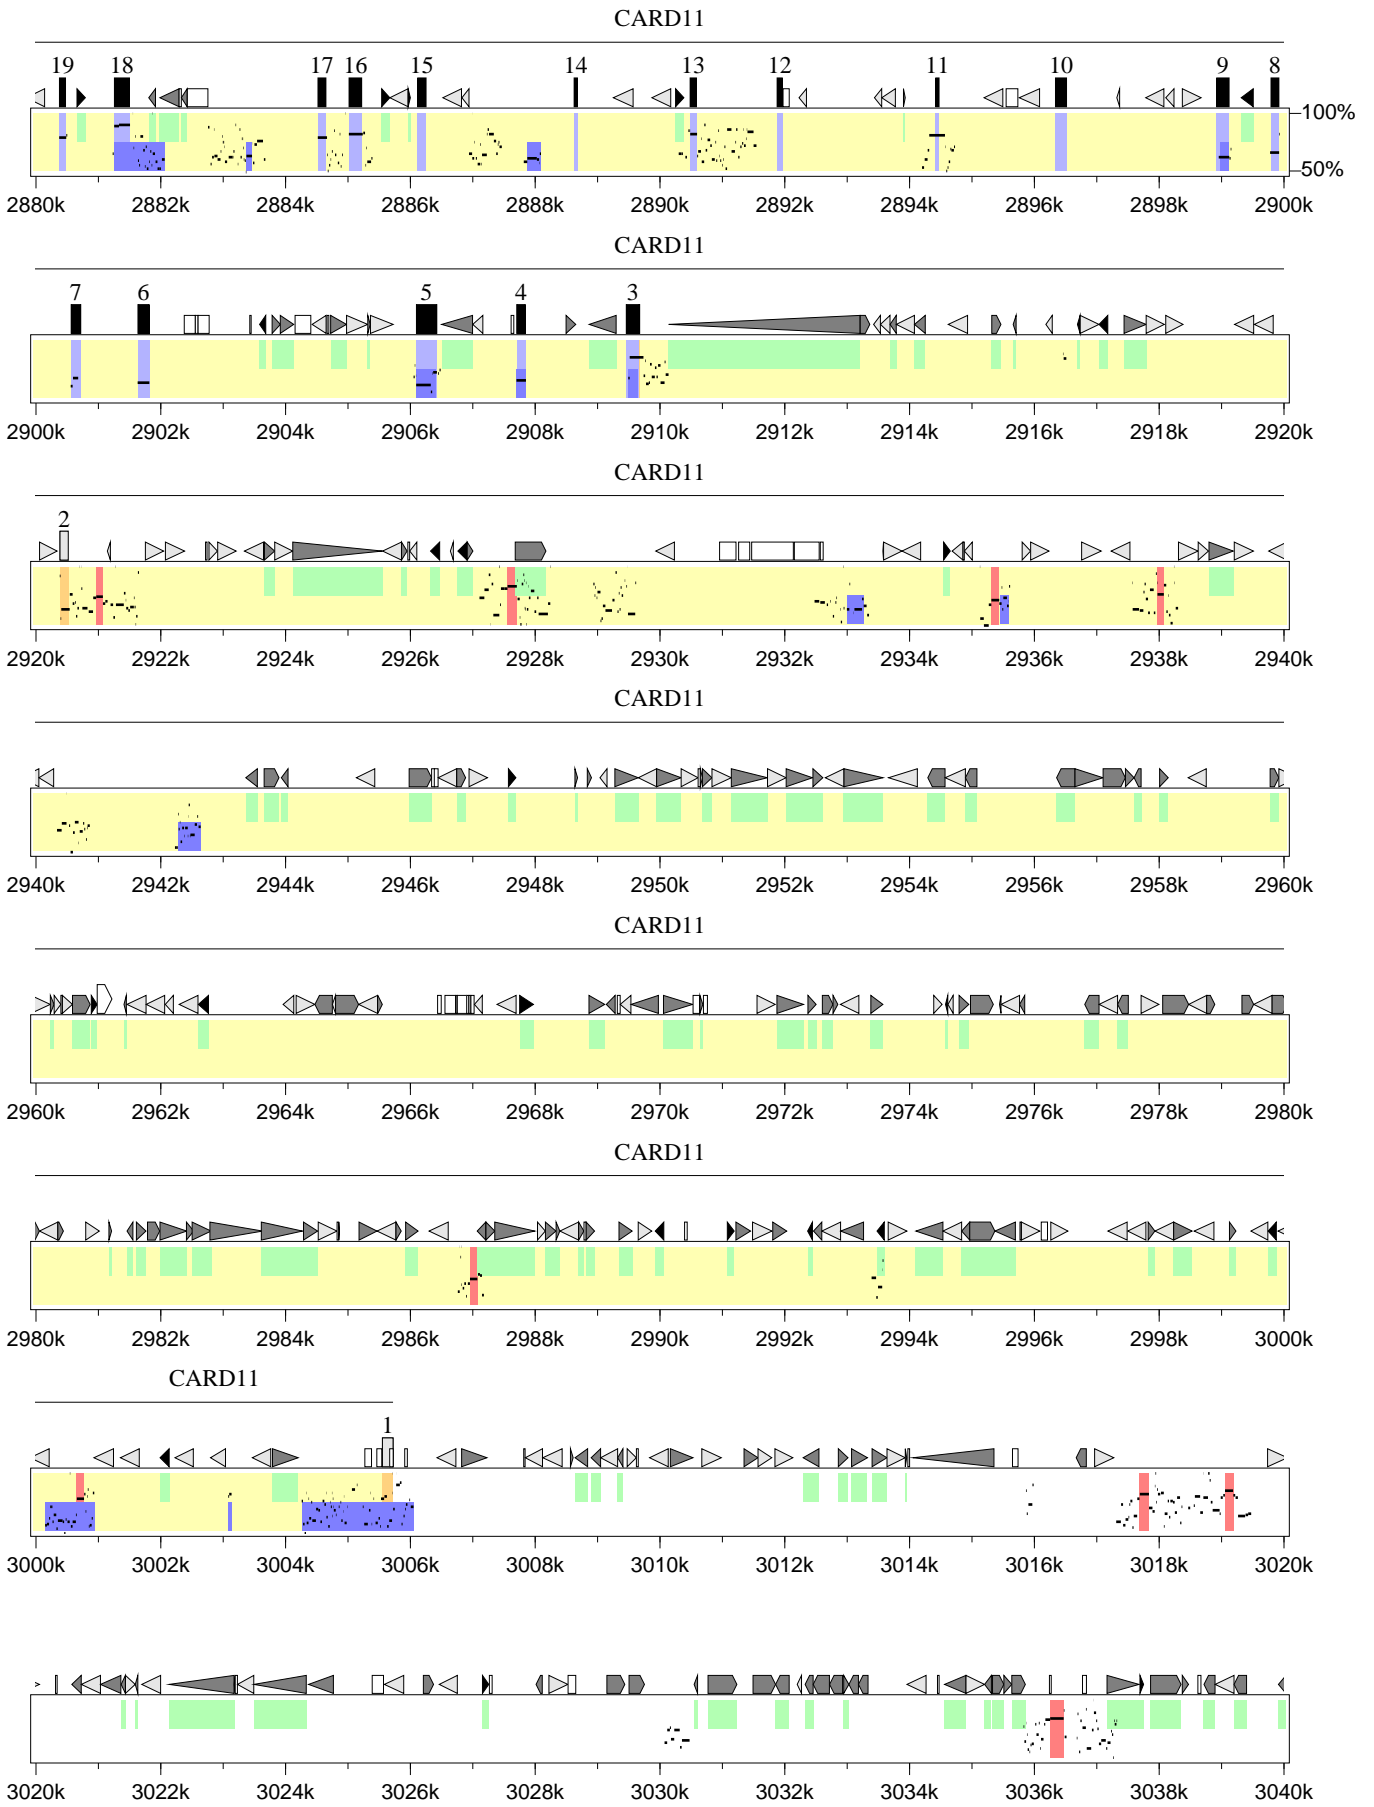 CARD11
19 18 17 16 15 14 13 12 11 10 9 8
100%
50%
2880k 2882k 2884k 2886k 2888k 2890k 2892k 2894k 2896k 2898k 2900k
CARD11
7 6 5 4 3
2900k 2902k 2904k 2906k 2908k 2910k 2912k 2914k 2916k 2918k 2920k
CARD11
2
2920k 2922k 2924k 2926k 2928k 2930k 2932k 2934k 2936k 2938k 2940k
CARD11
2940k 2942k 2944k 2946k 2948k 2950k 2952k 2954k 2956k 2958k 2960k
CARD11
2960k 2962k 2964k 2966k 2968k 2970k 2972k 2974k 2976k 2978k 2980k
CARD11
2980k 2982k 2984k 2986k 2988k 2990k 2992k 2994k 2996k 2998k 3000k
CARD11
1
3000k 3002k 3004k 3006k 3008k 3010k 3012k 3014k 3016k 3018k 3020k
3020k 3022k 3024k 3026k 3028k 3030k 3032k 3034k 3036k 3038k 3040k